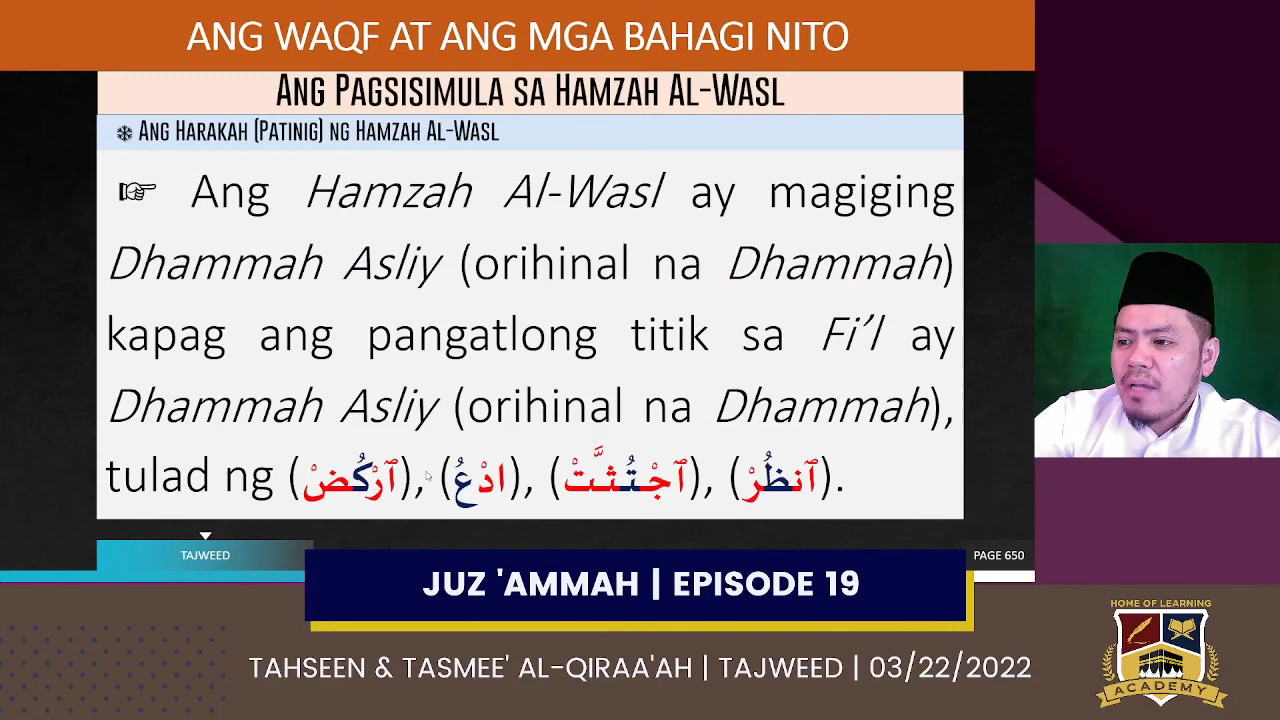 ANG WAQF AT ANG MGA BAHAGI NITO
ANG PAGSISIMULA SA HAMZAH AL-WASL
❄ ANG HARAKAH (PATINIG) NG HAMZAH AL-WASL
☞ Ang Hamzah Al-Wasl ay magiging
Dhammah Asliy (orihinal na Dhammah)
kapag ang pangatlong titik sa Fi’l ay
Dhammah Asliy (orihinal na Dhammah),
tulad ng (ٱرْكُضْ), (ادْعُ), (ٱجْتُثَّتْ), (ٱنظُرْ).
TAJWEED
PAGE 650
JUZ 'AMMAH | EPISODE 19
TAHSEEN & TASMEE' AL-QIRAA'AH | TAJWEED | 03/22/2022
HOME OF LEARNING
ACADEMY